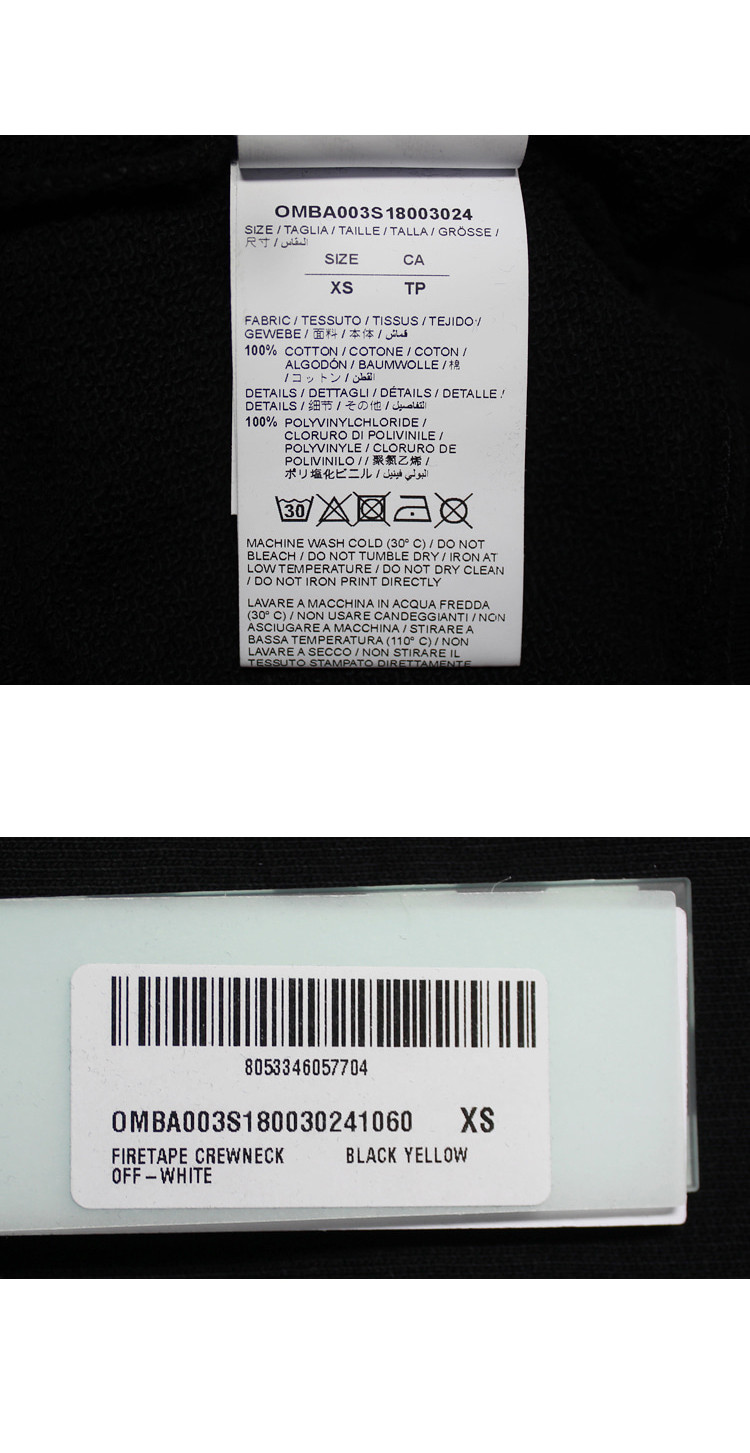 OMBA003S18003024
SIZE / TAGLIA / TAILLE / TALLA / GRÖSSE /
尺寸 / المقاس
SIZE CA
XS TP
FABRIC / TESSUTO / TISSUS / TEJIDO /
GEWEBE / 面料 / 本体 / قماش
100% COTTON / COTONE / COTON /
ALGODÓN / BAUMWOLLE / 棉
/ コットン / القطن
DETAILS / DETTAGLI / DÉTAILS / DETALLE /
DETAILS / 细节 / その他 / التفاصيل
100% POLYVINYLCHLORIDE /
CLORURO DI POLIVINILE /
POLYVINYLE / CLORURO DE
POLIVINILO / / 聚氯乙烯 /
ポリ塩化ビニル / البولي فينيل
30
MACHINE WASH COLD (30° C) / DO NOT
BLEACH / DO NOT TUMBLE DRY / IRON AT
LOW TEMPERATURE / DO NOT DRY CLEAN
/ DO NOT IRON PRINT DIRECTLY
LAVARE A MACCHINA IN ACQUA FREDDA
(30° C) / NON USARE CANDEGGIANTI / NON
ASCIUGARE A MACCHINA / STIRARE A
BASSA TEMPERATURA (110° C) / NON
LAVARE A SECCO / NON STIRARE IL
TESSUTO STAMPATO DIRETTAMENTE
8053346057704
OMBA003S180030241060 XS
FIRETAPE CREWNECK BLACK YELLOW
OFF-WHITE